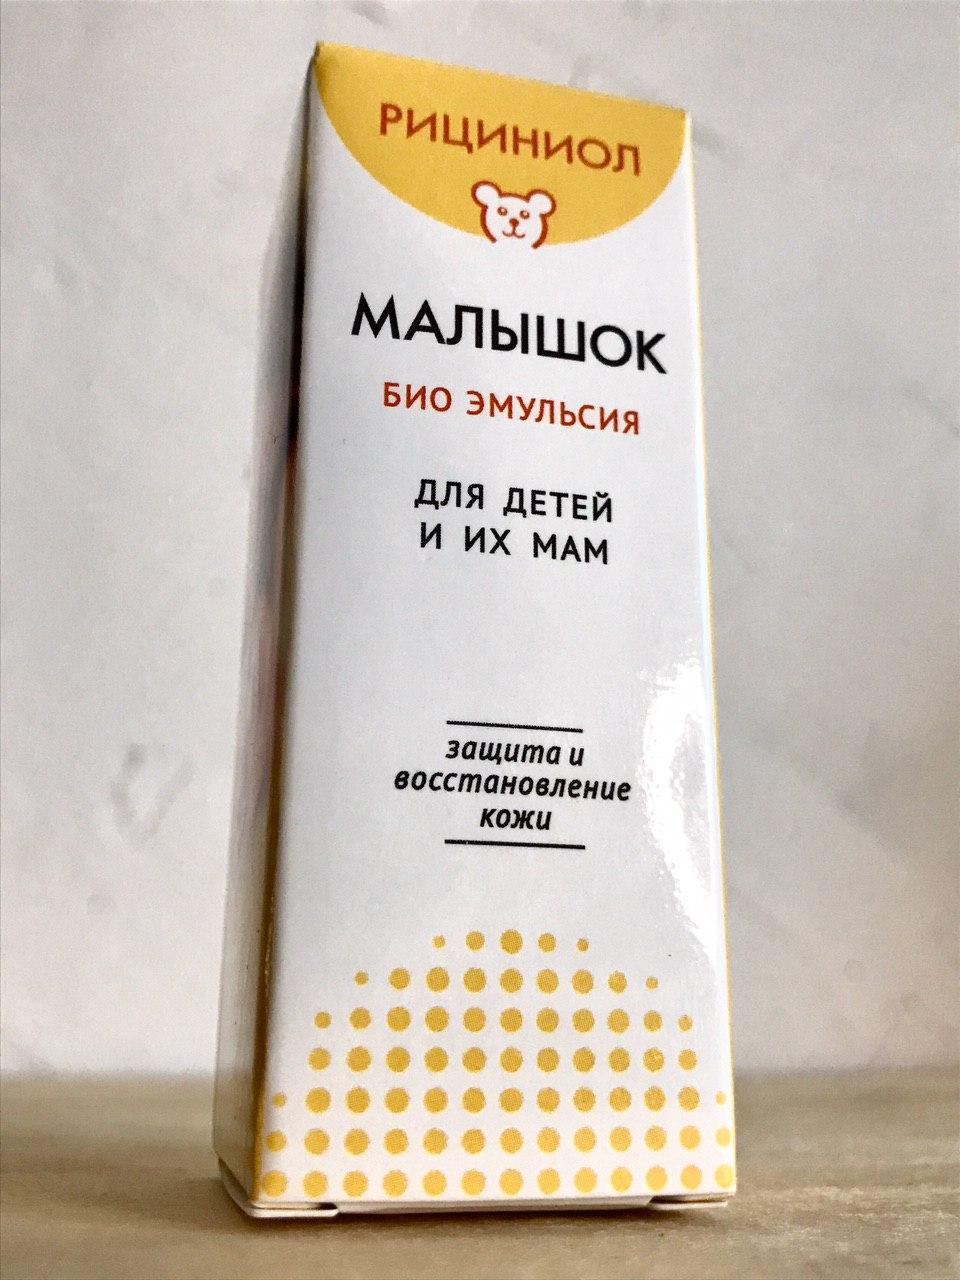 РИЦИНИОЛ
МАЛЫШОК
БИО ЭМУЛЬСИЯ
ДЛЯ ДЕТЕЙ
И ИХ МАМ
защита и
восстановление
кожи